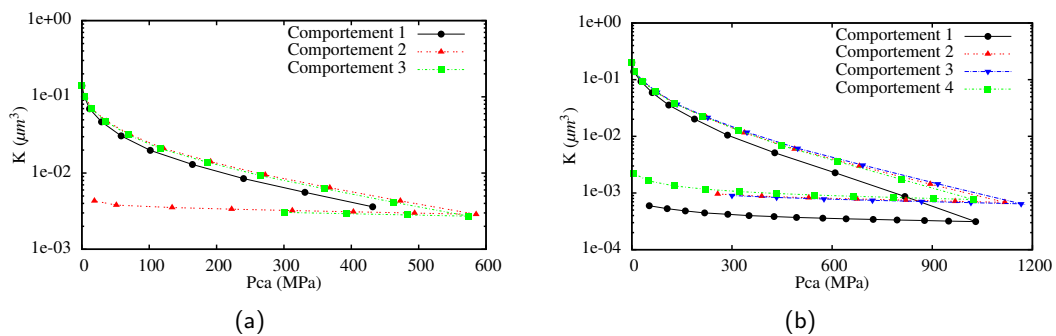 1e+00
1e-01
1e-02
1e-03
K (μm³)
0 100 200 300 400 500 600
Pca (MPa)
Comportement 1
Comportement 2
Comportement 3
(a)
1e+00
1e-01
1e-02
1e-03
1e-04
K (μm³)
0 300 600 900 1200
Pca (MPa)
Comportement 1
Comportement 2
Comportement 3
Comportement 4
(b)